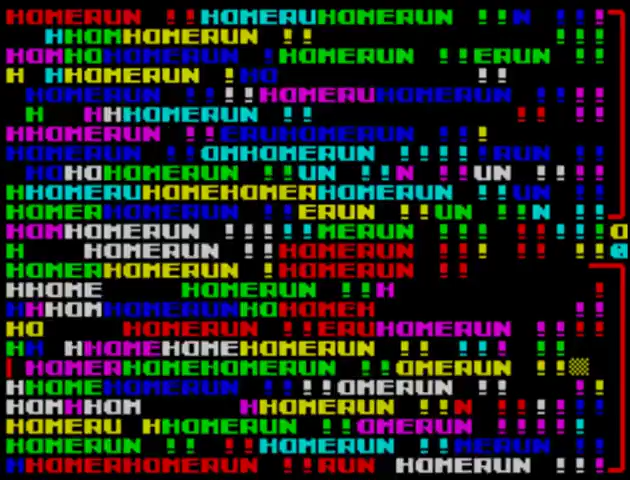 HOMERUN !!HOMERUHOMERUN !!N !!!
HHOMHOMERUN !! !!!
HOMHOHOMERUN !HOMERUN !!ERUN !!
H HHOMERUN !HO !!
HOMERUN !!!!HOMERUHOMERUN !!!!
H HHHOMERUN !! !! !!
HHOMERUN !!ERUHOMERUN !!!
HOMERUN !!OMHOMERUN !!!!!RUN !!
HOHOHOMERUN !!UN !!N !!UN !!!!
HHOMERUHOMEHOMERHOMERUN !!UN !!
HOMERHOMERUN !!ERUN !!UN !!N !!
HOMHOMERUN !!!!!MERUN !!! !!!!!
H HOMERUN !!HOMERUN !!! !! !!
HOMERHOMERUN !HOMERUN !!
HHOME HOMERUN !!H !
HHHOMHOMERUNHOHOMEH !!
HO HOMERUN !!ERUHOMERUN !!!!
HH HHOMEHOMEHOMERUN !! !!! !!
HOMERHOMEHOMERUN !!OMERUN !!
HHOMEHOMERUN !!!!OMERUN !! !!
HOMHHOM HHOMERUN !!N !!!!!
HOMERU HHOMERUN !!OMERUN !!!!!
HOMERUN !! !!HOMERUN !!MERUN !!
HHOMERHOMERUN !!RUN HOMERUN !!!